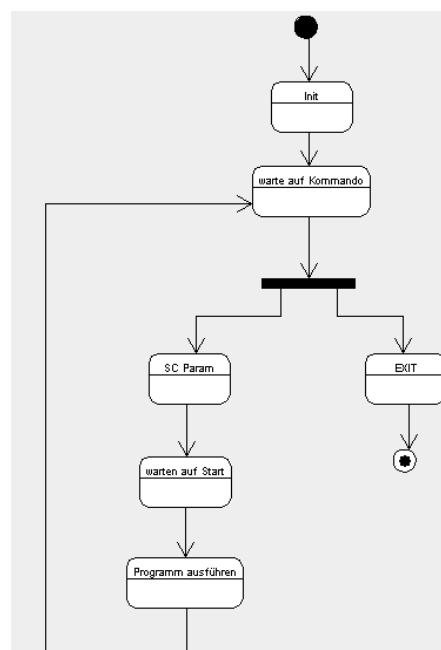 Init
warte auf Kommando
SC Param
EXIT
warten auf Start
Programm ausführen